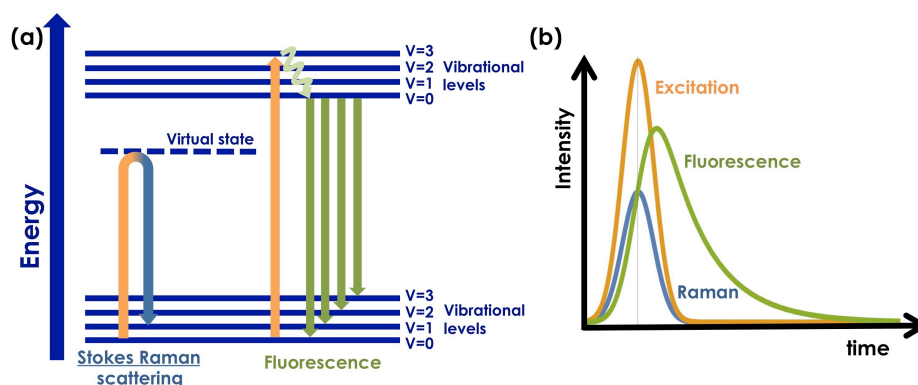 (a)
Energy
V=3
V=2 Vibrational
V=1 levels
V=0
Virtual state
V=3
V=2 Vibrational
V=1 levels
V=0
Stokes Raman
scattering
Fluorescence
(b)
Intensity
Excitation
Fluorescence
Raman
time